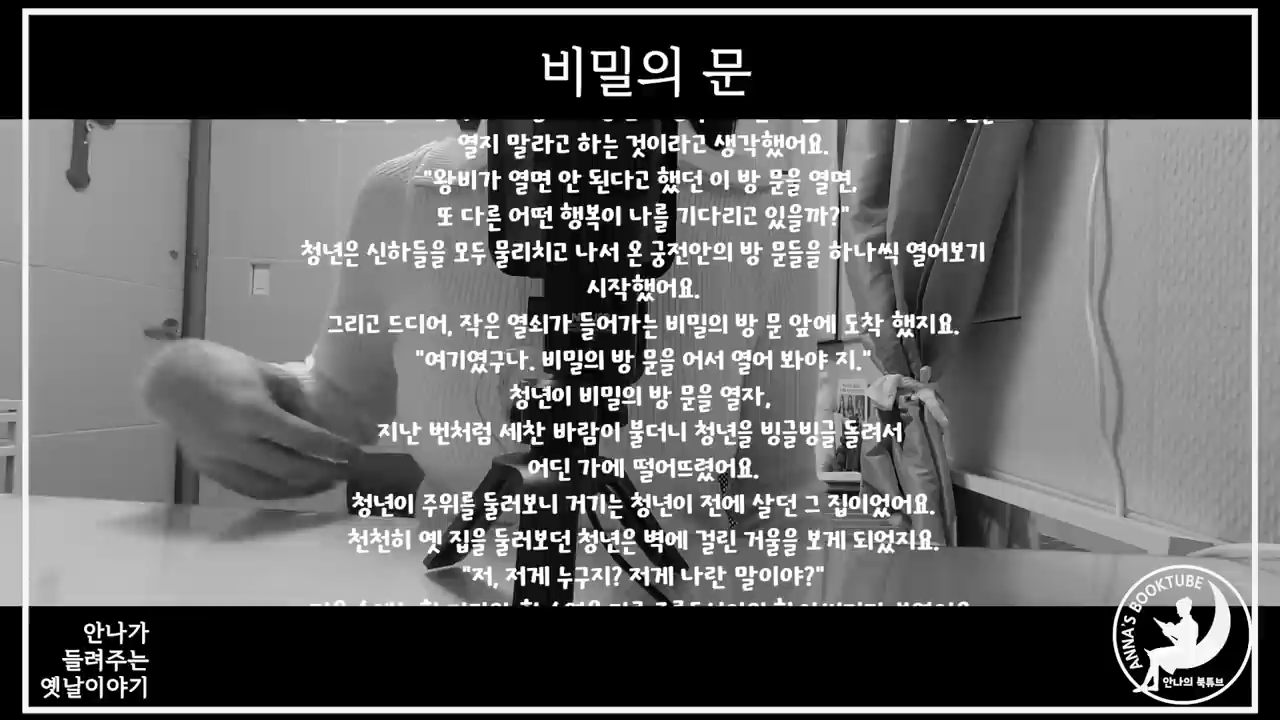 비밀의 문
열지 말라고 하는 것이라고 생각했어요.
"왕비가 열면 안 된다고 했던 이 방 문을 열면,
또 다른 어떤 행복이 나를 기다리고 있을까?"
청년은 신하들을 모두 물리치고 나서 온 궁전안의 방 문들을 하나씩 열어보기
시작했어요.
그리고 드디어, 작은 열쇠가 들어가는 비밀의 방 문 앞에 도착 했지요.
"여기였구나. 비밀의 방 문을 어서 열어 봐야 지."
청년이 비밀의 방 문을 열자,
지난 번처럼 세찬 바람이 불더니 청년을 빙글빙글 돌려서
어딘 가에 떨어뜨렸어요.
청년이 주위를 둘러보니 거기는 청년이 전에 살던 그 집이었어요.
천천히 옛 집을 둘러보던 청년은 벽에 걸린 거울을 보게 되었지요.
"저, 저게 누구지? 저게 나란 말이야?"
안나가
들려주는
옛날이야기
ANNA'S BOOKTUBE
안나의 북튜브